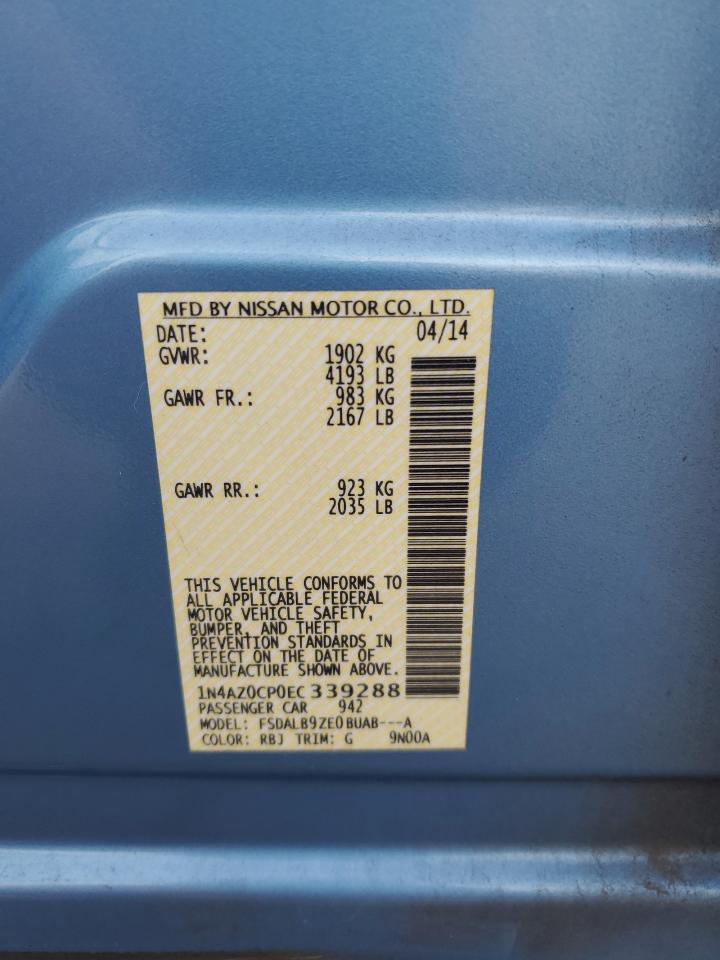 MFD BY NISSAN MOTOR CO., LTD.
DATE: 04/14
GVWR: 1902 KG
4193 LB
GAWR FR.: 983 KG
2167 LB
GAWR RR.: 923 KG
2035 LB
THIS VEHICLE CONFORMS TO
ALL APPLICABLE FEDERAL
MOTOR VEHICLE SAFETY,
BUMPER, AND THEFT
PREVENTION STANDARDS IN
EFFECT ON THE DATE OF
MANUFACTURE SHOWN ABOVE.
1N4AZ0CP0EC339288
PASSENGER CAR 942
MODEL: FSDALB9ZE0BUAB---A
COLOR: RBJ TRIM: G 9N00A